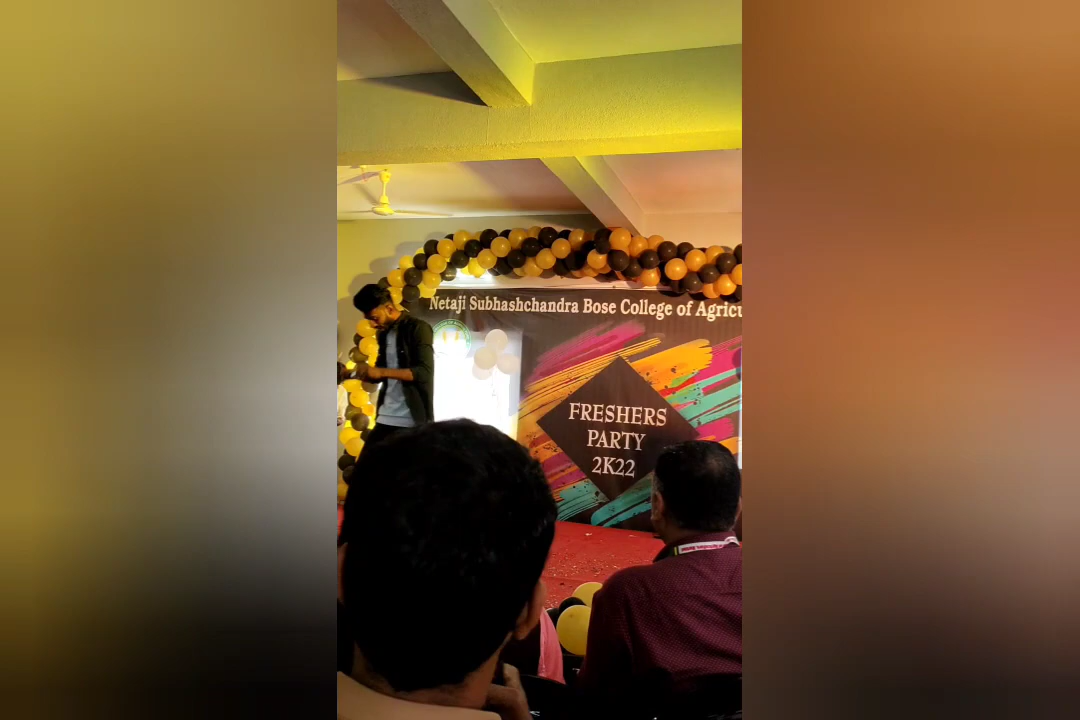 Netaji Subhashchandra Bose College of Agricu
FRESHERS
PARTY
2K22